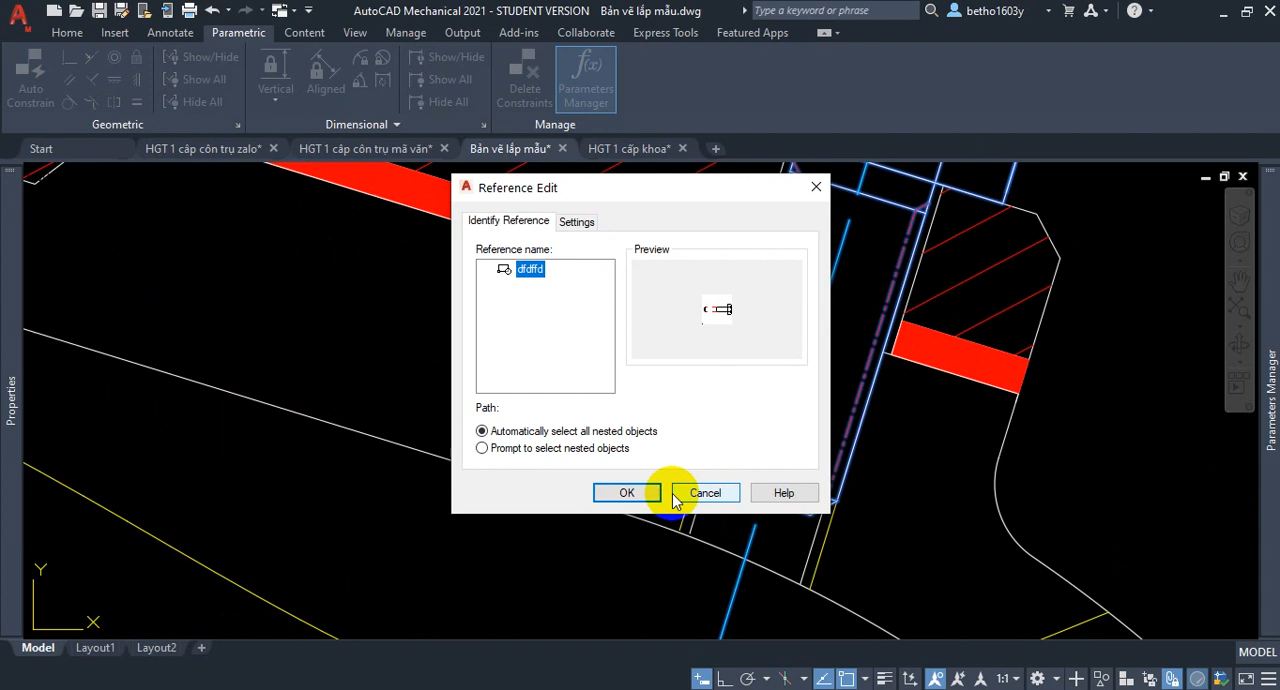 AutoCAD Mechanical 2021 - STUDENT VERSION Bản vẽ lắp mẫu.dwg
Type a keyword or phrase
betho1603y
Home Insert Annotate Parametric Content View Manage Output Add-ins Collaborate Express Tools Featured Apps
Auto Constrain
Show/Hide
Show All
Hide All
Geometric
Vertical
Aligned
Show/Hide
Show All
Hide All
Dimensional
Delete Constraints
f(x)
Parameters Manager
Manage
Start
HGT 1 cáp côn trụ zalo*
HGT 1 cáp côn trụ mã văn*
Bản vẽ lắp mẫu*
HGT 1 cấp khoa*
Reference Edit
Identify Reference
Settings
Reference name:
dfdffd
Preview
Path:
Automatically select all nested objects
Prompt to select nested objects
OK
Cancel
Help
Properties
Parameters Manager
Y
X
Model
Layout1
Layout2
MODEL
1:1